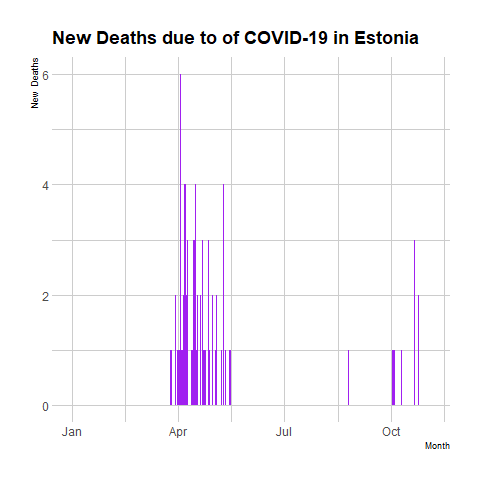 New Deaths due to of COVID-19 in Estonia
New Deaths
6
4
2
0
Jan Apr Jul Oct
Month